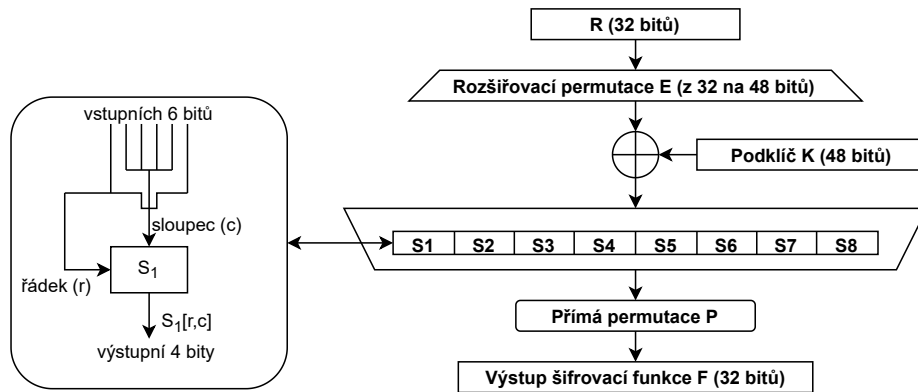 R (32 bitů)
Rozšiřovací permutace E (z 32 na 48 bitů)
Podklíč K (48 bitů)
S1 S2 S3 S4 S5 S6 S7 S8
Přímá permutace P
Výstup šifrovací funkce F (32 bitů)
vstupních 6 bitů
sloupec (c)
S₁
řádek (r)
S₁[r,c]
výstupní 4 bity